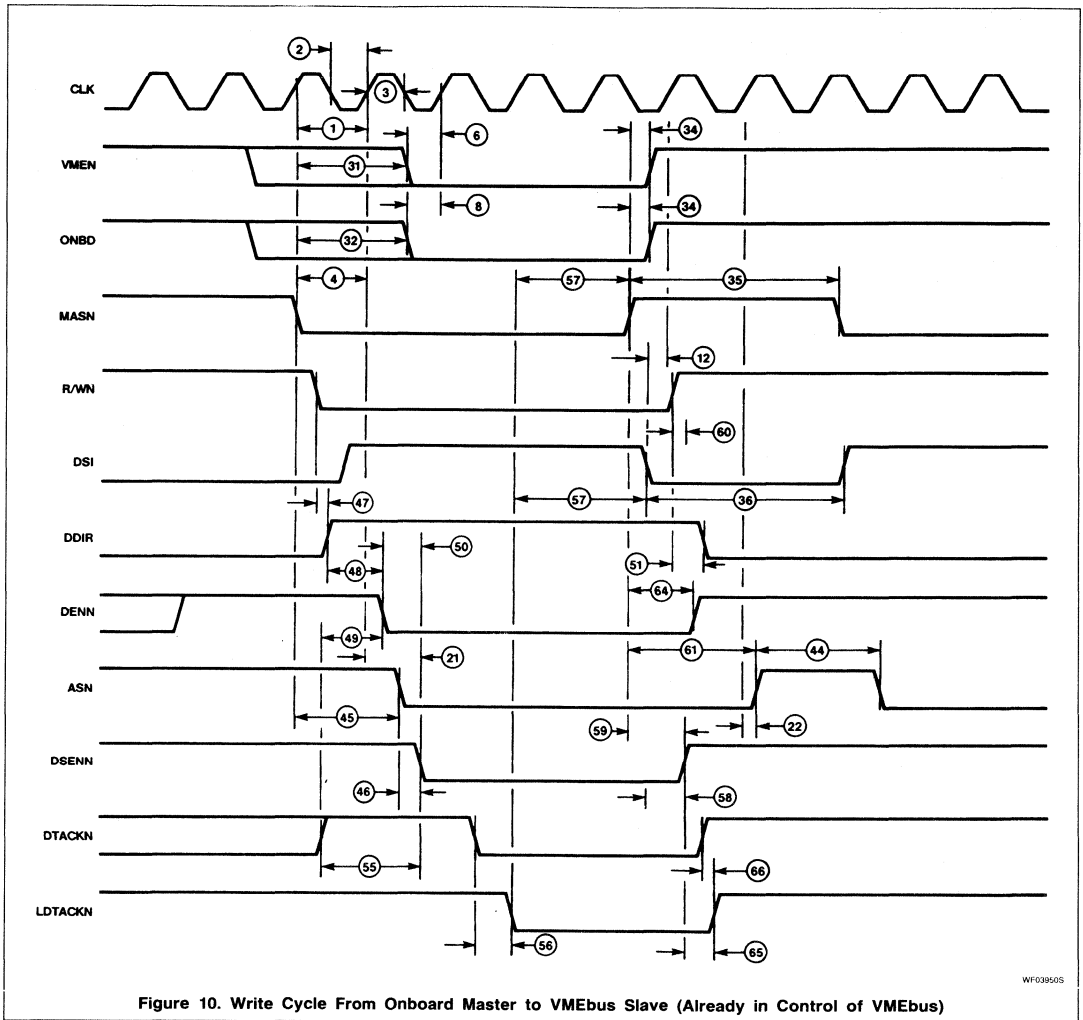 2
CLK
3
1
6
34
VMEN
31
8
34
ONBD
32
4
57
35
MASN
12
R/WN
60
DSI
47
57
36
DDIR
50
51
48
64
DENN
49
21
61
44
ASN
45
59
22
DSENN
46
58
DTACKN
55
66
LDTACKN
56
65
WF03950S
Figure 10. Write Cycle From Onboard Master to VMEbus Slave (Already in Control of VMEbus)